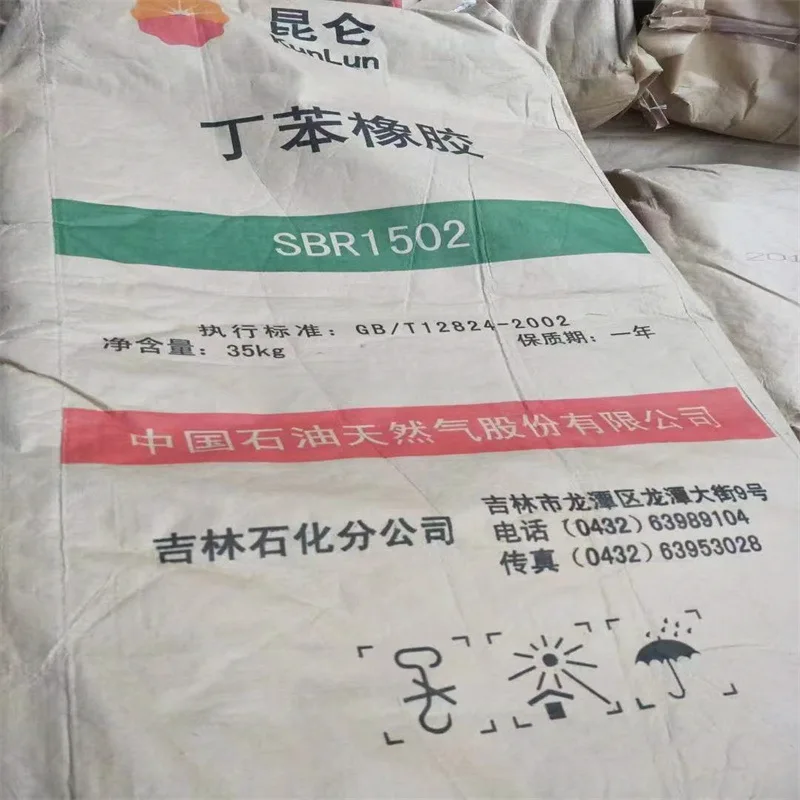 昆仑
KunLun
丁苯橡胶
SBR1502
执行标准：GB/T12824-2002
净含量：35kg
保质期：一年
中国石油天然气股份有限公司
吉林石化分公司
吉林市龙潭区龙潭大街9号
电话（0432）63989104
传真（0432）63953028